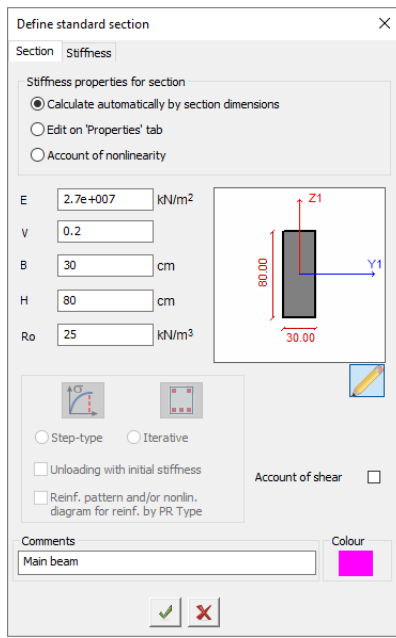 Define standard section
Section Stiffness
Stiffness properties for section
Calculate automatically by section dimensions
Edit on 'Properties' tab
Account of nonlinearity
E 2.7e+007 kN/m²
V 0.2
B 30 cm
H 80 cm
Ro 25 kN/m³
Z1
Y1
80.00
30.00
σ
Step-type Iterative
Unloading with initial stiffness
Reinf. pattern and/or nonlin.
diagram for reinf. by PR Type
Account of shear
Comments
Main beam
Colour